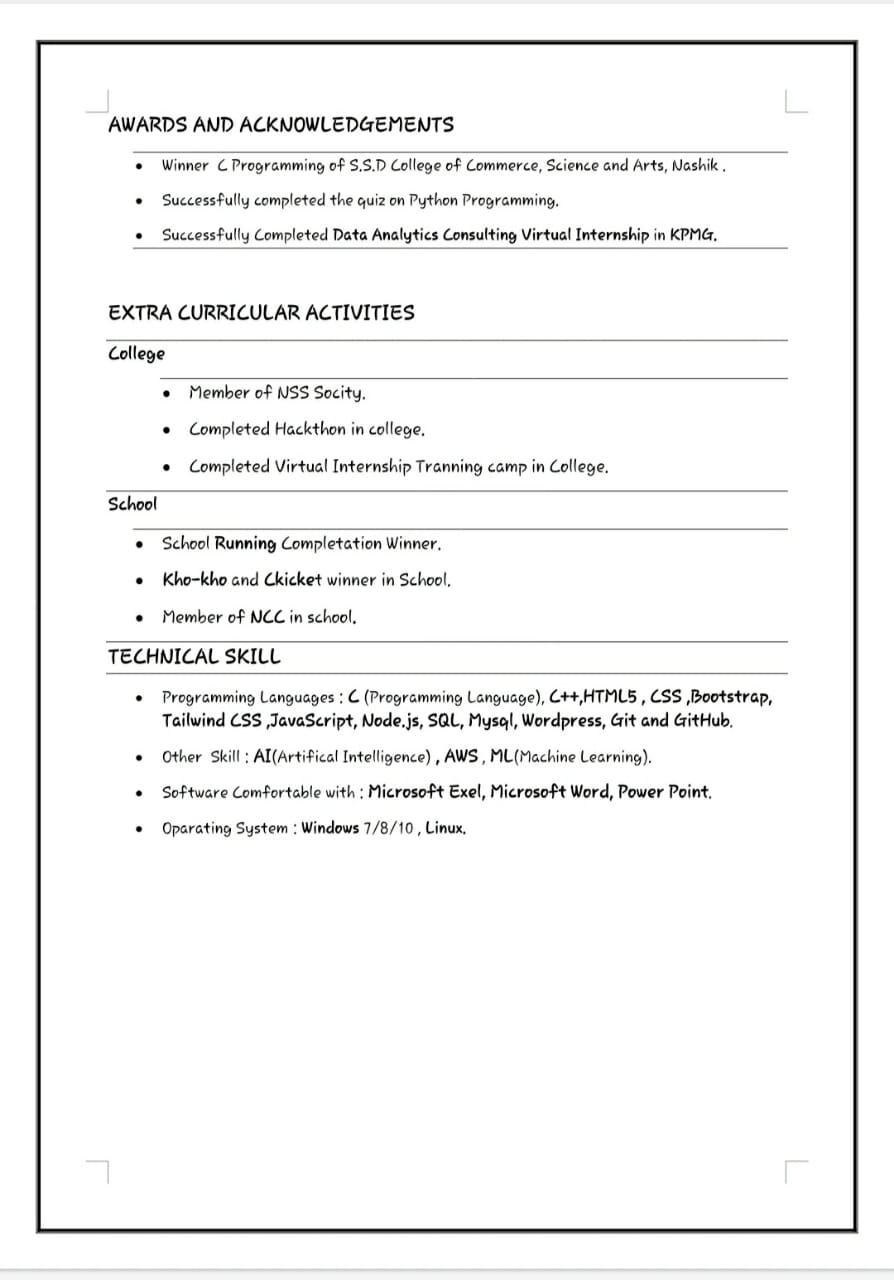 AWARDS AND ACKNOWLEDGEMENTS
• Winner C Programming of S.S.D College of Commerce, Science and Arts, Nashik .
• Successfully completed the quiz on Python Programming.
• Successfully Completed Data Analytics Consulting Virtual Internship in KPMG.
EXTRA CURRICULAR ACTIVITIES
College
• Member of NSS Socity.
• Completed Hackthon in college.
• Completed Virtual Internship Tranning camp in College.
School
• School Running Completation Winner.
• Kho-kho and Ckicket winner in School.
• Member of NCC in school.
TECHNICAL SKILL
• Programming Languages : C (Programming Language), C++,HTML5 , CSS ,Bootstrap,
Tailwind CSS ,JavaScript, Node.js, SQL, Mysql, Wordpress, Git and GitHub.
• Other Skill : AI(Artifical Intelligence) , AWS , ML(Machine Learning).
• Software Comfortable with : Microsoft Exel, Microsoft Word, Power Point.
• Oparating System : Windows 7/8/10 , Linux.